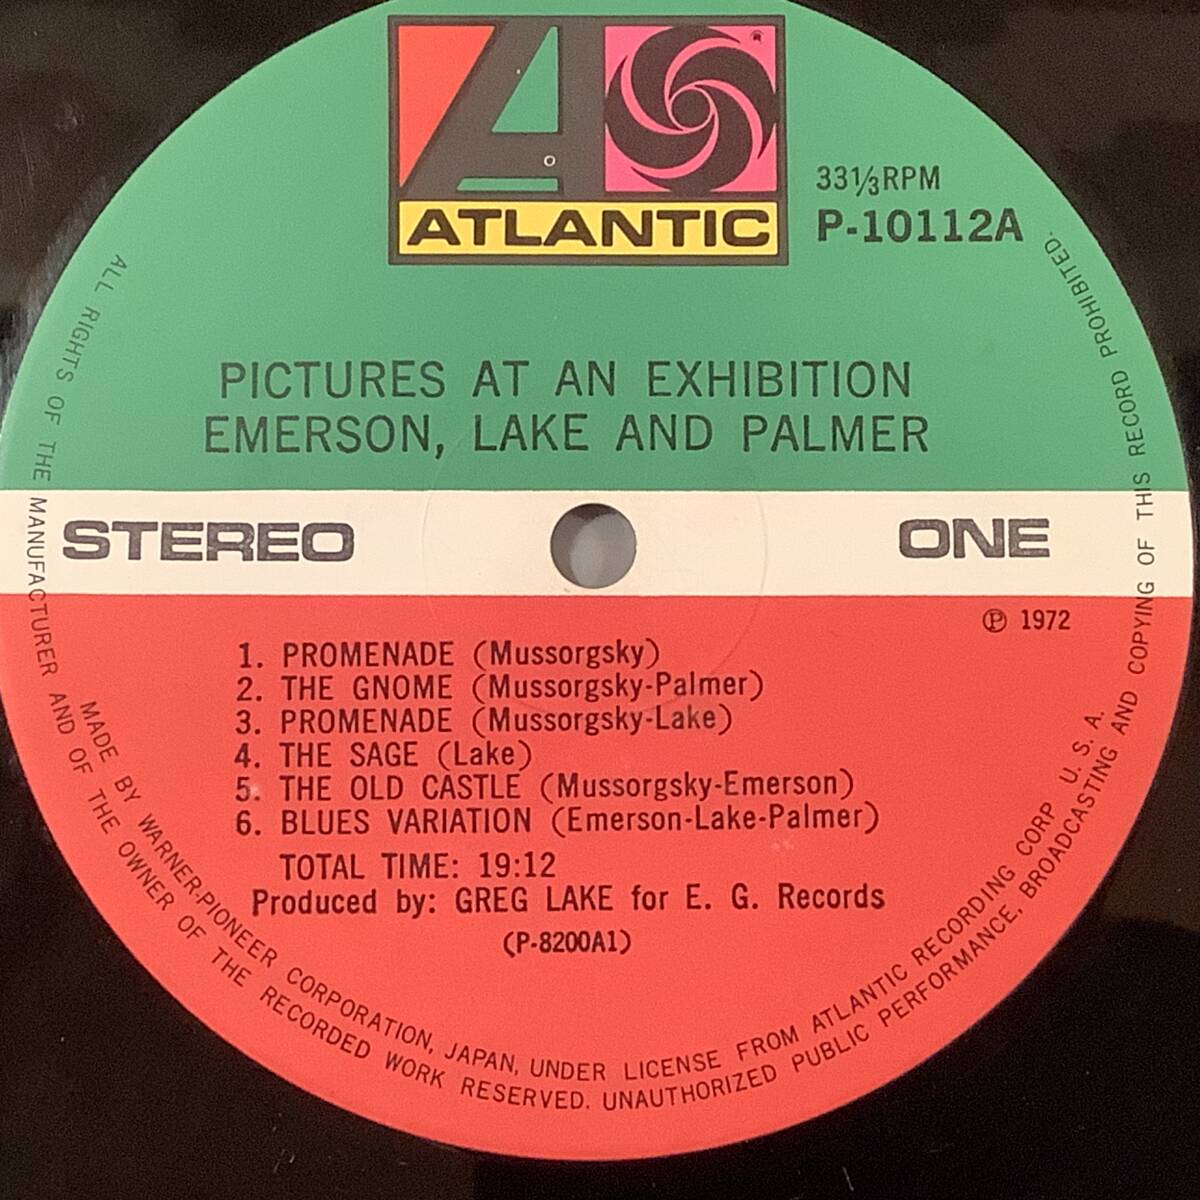 ATLANTIC
®
33⅓RPM
P-10112A
PICTURES AT AN EXHIBITION
EMERSON, LAKE AND PALMER
STEREO
ONE
℗ 1972
1. PROMENADE (Mussorgsky)
2. THE GNOME (Mussorgsky-Palmer)
3. PROMENADE (Mussorgsky-Lake)
4. THE SAGE (Lake)
5. THE OLD CASTLE (Mussorgsky-Emerson)
6. BLUES VARIATION (Emerson-Lake-Palmer)
TOTAL TIME: 19:12
Produced by: GREG LAKE for E. G. Records
(P-8200A1)
MADE BY WARNER-PIONEER CORPORATION, JAPAN, UNDER LICENSE FROM ATLANTIC RECORDING CORP U. S. A.
ALL RIGHTS OF THE MANUFACTURER AND OF THE OWNER OF THE RECORDED WORK RESERVED. UNAUTHORIZED PUBLIC PERFORMANCE, BROADCASTING AND COPYING OF THIS RECORD PROHIBITED.